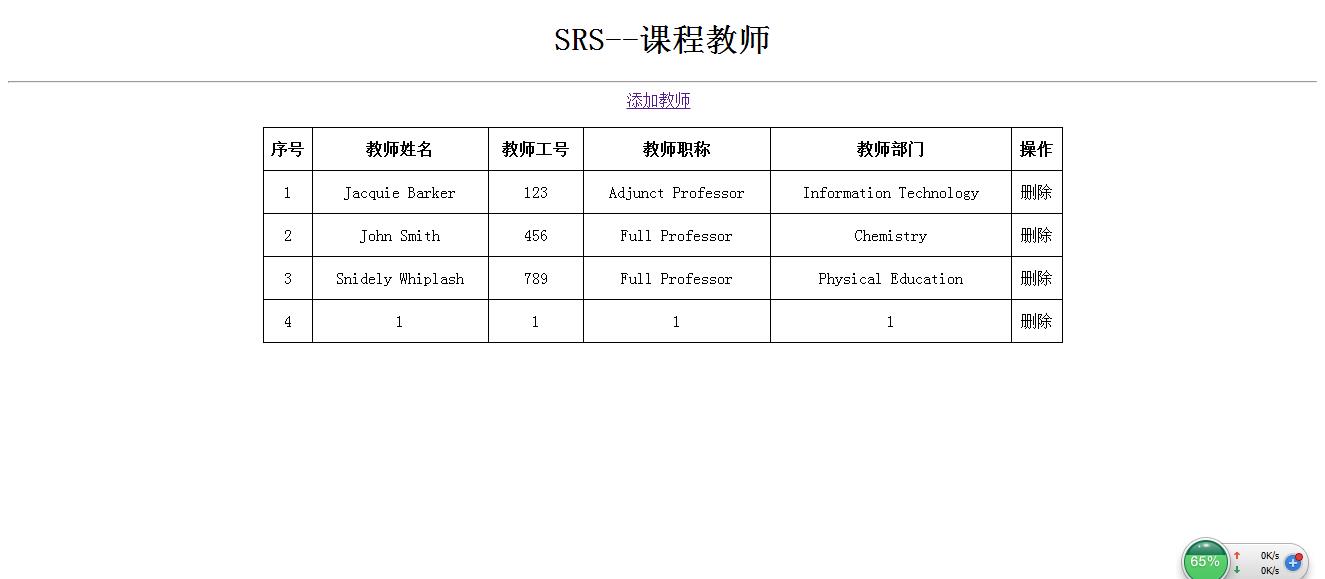 SRS--课程教师
添加教师
序号 教师姓名 教师工号 教师职称 教师部门 操作
1 Jacquie Barker 123 Adjunct Professor Information Technology 删除
2 John Smith 456 Full Professor Chemistry 删除
3 Snidely Whiplash 789 Full Professor Physical Education 删除
4 1 1 1 1 删除
65% ↑ 0K/s
↓ 0K/s